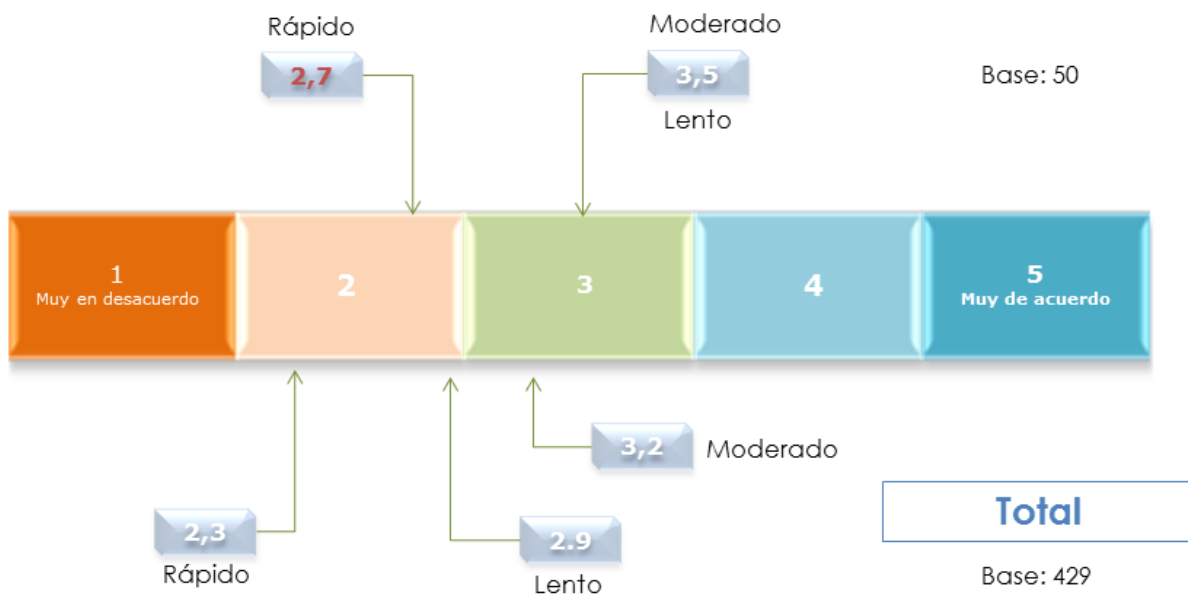 Rápido
2,7
Moderado
3,5
Lento
Base: 50
1
Muy en desacuerdo
2
3
4
5
Muy de acuerdo
3,2
Moderado
2,3
Rápido
2.9
Lento
Total
Base: 429